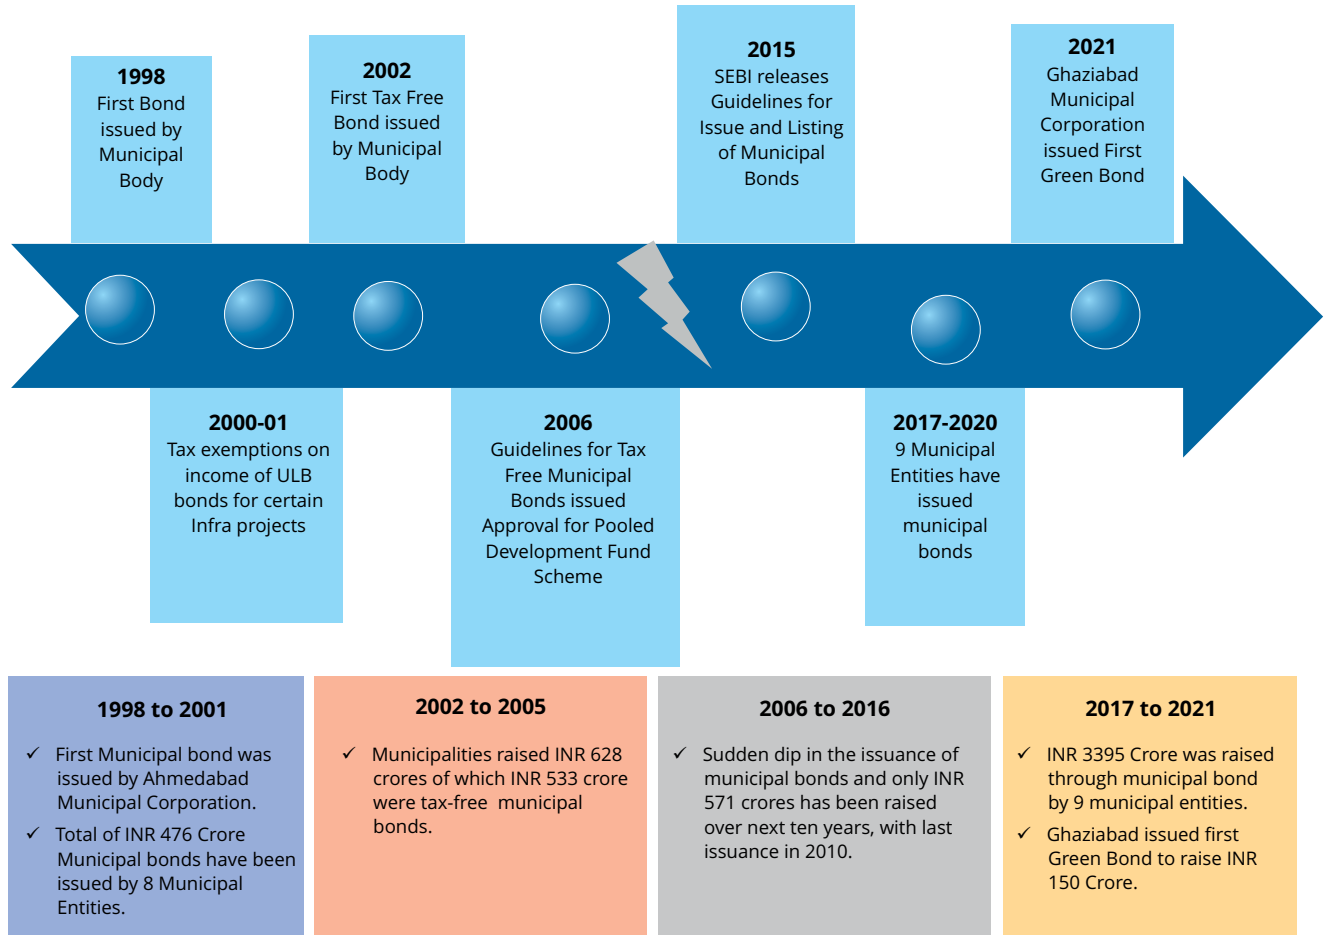 1998
First Bond
issued by
Municipal
Body
2002
First Tax Free
Bond issued
by Municipal
Body
2015
SEBI releases
Guidelines for
Issue and Listing
of Municipal
Bonds
2021
Ghaziabad
Municipal
Corporation
issued First
Green Bond
2000-01
Tax exemptions on
income of ULB
bonds for certain
Infra projects
2006
Guidelines for Tax
Free Municipal
Bonds issued
Approval for Pooled
Development Fund
Scheme
2017-2020
9 Municipal
Entities have
issued
municipal
bonds
1998 to 2001
✓ First Municipal bond was
issued by Ahmedabad
Municipal Corporation.
✓ Total of INR 476 Crore
Municipal bonds have been
issued by 8 Municipal
Entities.
2002 to 2005
✓ Municipalities raised INR 628
crores of which INR 533 crore
were tax-free municipal
bonds.
2006 to 2016
✓ Sudden dip in the issuance of
municipal bonds and only INR
571 crores has been raised
over next ten years, with last
issuance in 2010.
2017 to 2021
✓ INR 3395 Crore was raised
through municipal bond
by 9 municipal entities.
✓ Ghaziabad issued first
Green Bond to raise INR
150 Crore.